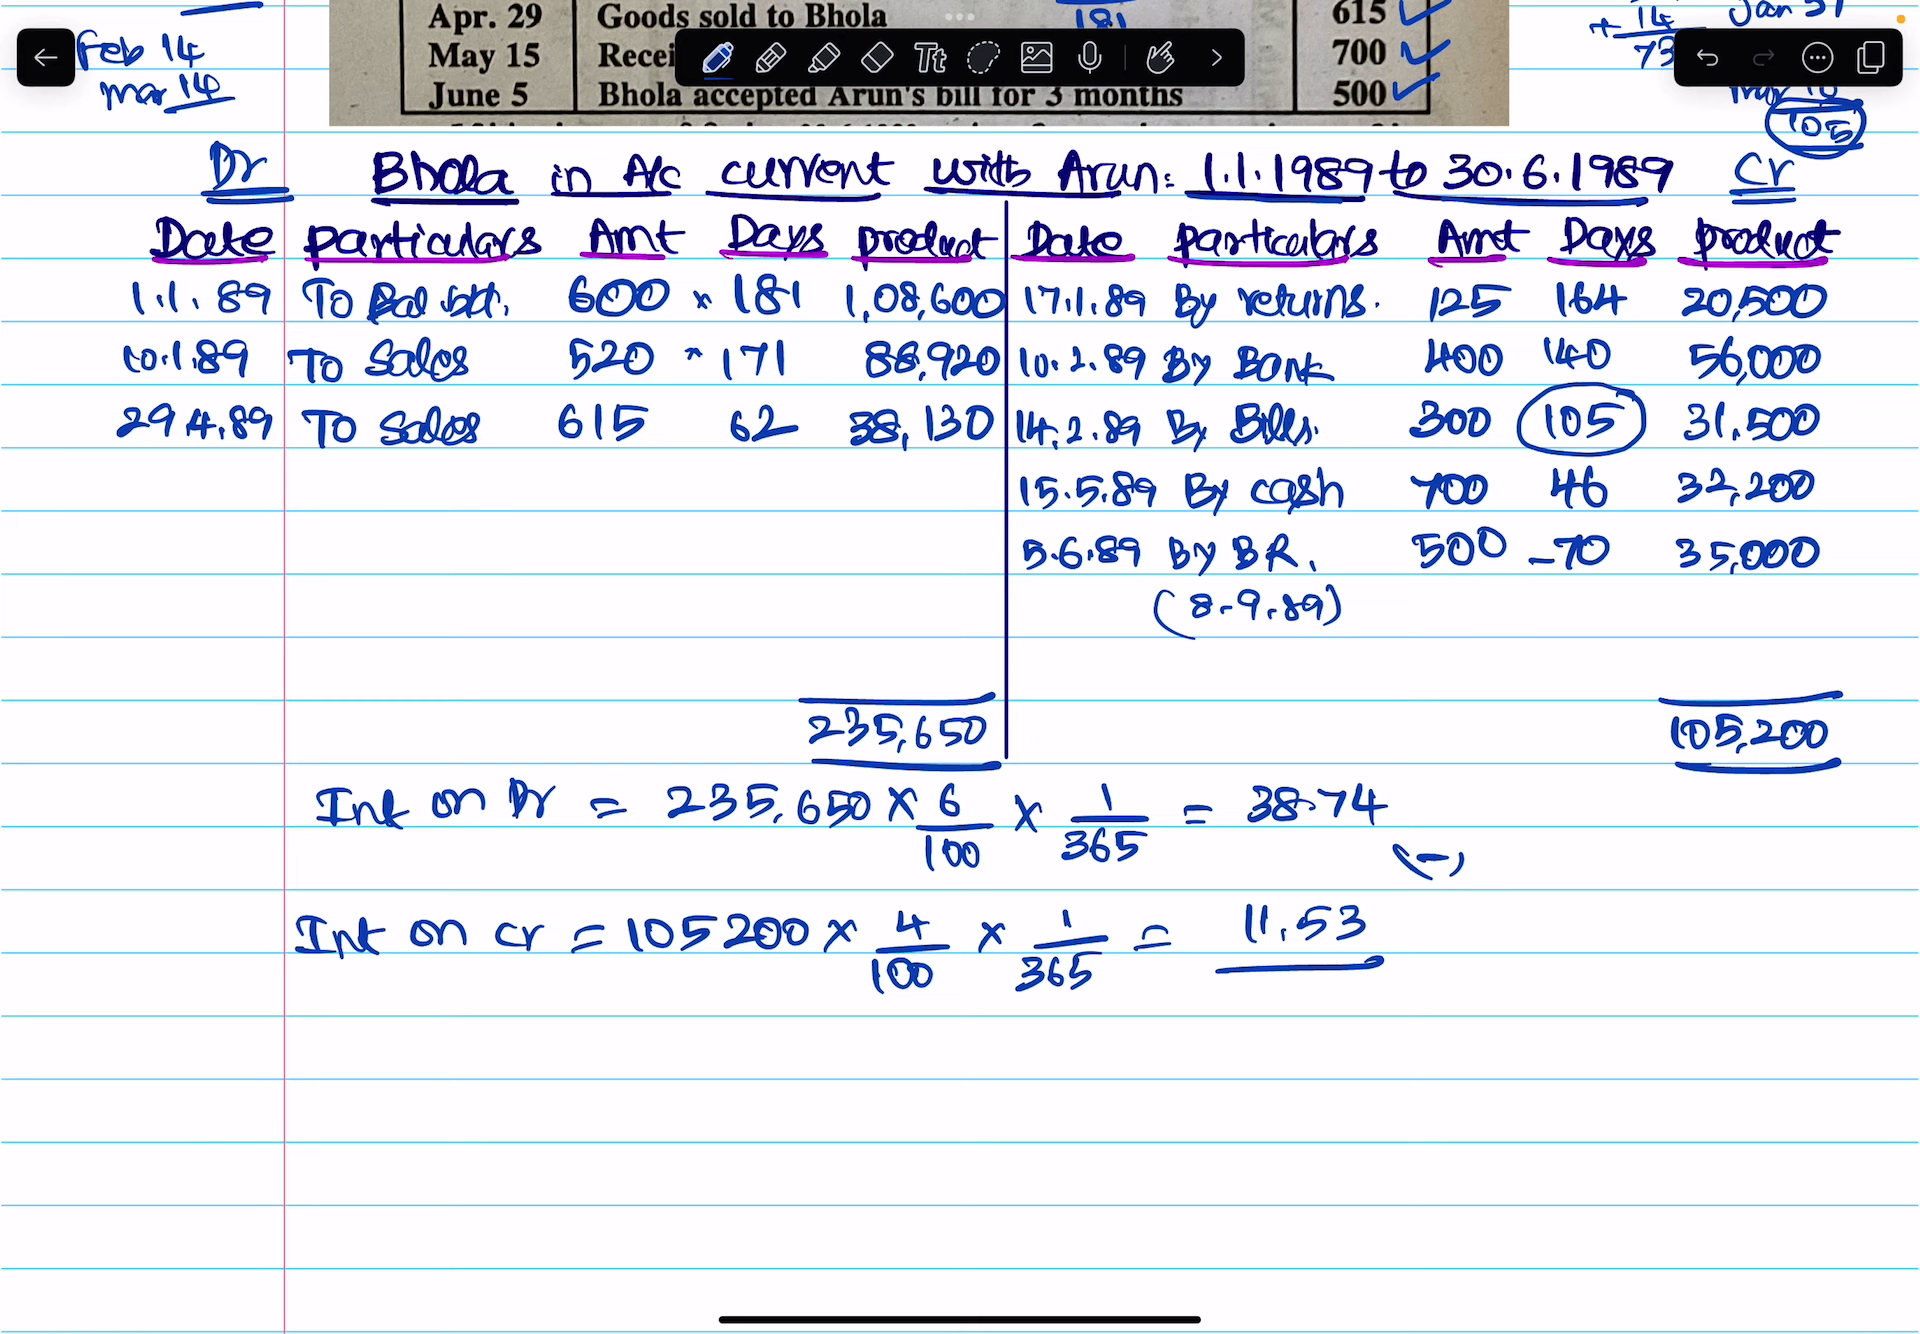 Apr. 29 Goods sold to Bhola 181 615
Feb 14 May 15 Recei 700 + 14 Jan 31
73
Mar 14 June 5 Bhola accepted Arun's bill for 3 months 500
105
Dr Bhola in A/c current with Arun: 1.1.1989 to 30.6.1989 Cr
Date particulars Amt Days product Date particulars Amt Days product
1.1.89 To Bal b/d. 600 × 181 1,08,600 17.1.89 By returns. 125 164 20,500
10.1.89 To Sales 520 × 171 88,920 10.2.89 By Bank 400 140 56,000
29.4.89 To Sales 615 62 38,130 14.2.89 By Bills. 300 105 31,500
15.5.89 By cash 700 46 32,200
5.6.89 By BR. 500 -70 35,000
(8.9.89)
235,650 105,200
Int on Dr = 235,650 × 6/100 × 1/365 = 38.74
(-)
Int on cr = 105200 × 4/100 × 1/365 = 11.53